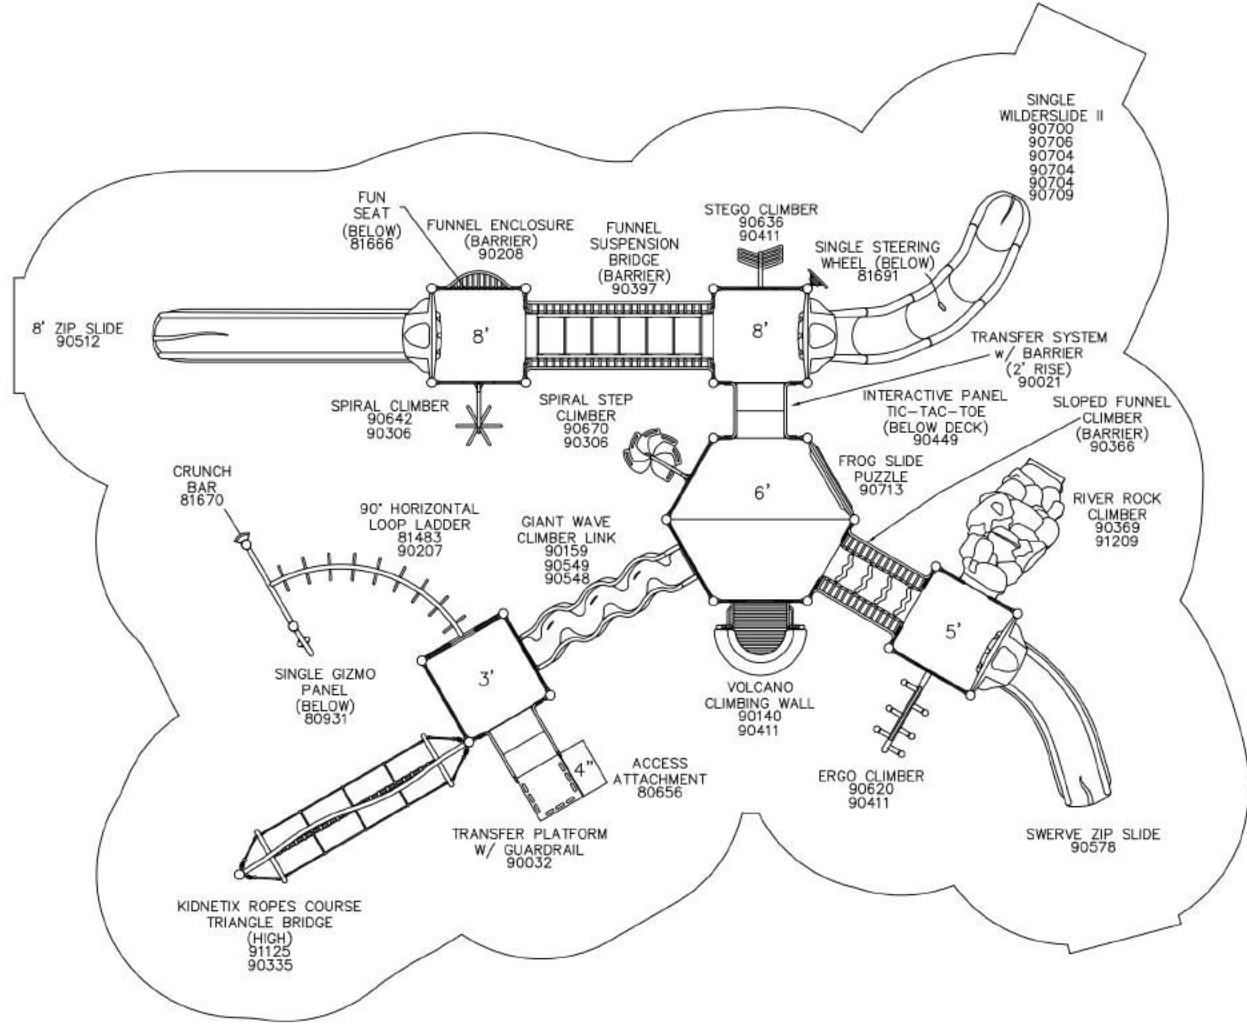 SINGLE
WILDERSLIDE II
90700
90706
90704
90704
90704
90709
FUN
SEAT
(BELOW)
81666
FUNNEL ENCLOSURE
(BARRIER)
90208
FUNNEL
SUSPENSION
BRIDGE
(BARRIER)
90397
STEGO CLIMBER
90636
90411
SINGLE STEERING
WHEEL (BELOW)
81691
8' ZIP SLIDE
90512
8'
8'
TRANSFER SYSTEM
w/ BARRIER
(2' RISE)
90021
SPIRAL CLIMBER
90642
90306
SPIRAL STEP
CLIMBER
90670
90306
INTERACTIVE PANEL
TIC-TAC-TOE
(BELOW DECK)
90449
SLOPED FUNNEL
CLIMBER
(BARRIER)
90366
CRUNCH
BAR
81670
90° HORIZONTAL
LOOP LADDER
81483
90207
GIANT WAVE
CLIMBER LINK
90159
90549
90548
6'
FROG SLIDE
PUZZLE
90713
RIVER ROCK
CLIMBER
90369
91209
SINGLE GIZMO
PANEL
(BELOW)
80931
3'
5'
VOLCANO
CLIMBING WALL
90140
90411
4"
ACCESS
ATTACHMENT
80656
ERGO CLIMBER
90620
90411
TRANSFER PLATFORM
W/ GUARDRAIL
90032
SWERVE ZIP SLIDE
90578
KIDNETIX ROPES COURSE
TRIANGLE BRIDGE
(HIGH)
91125
90335